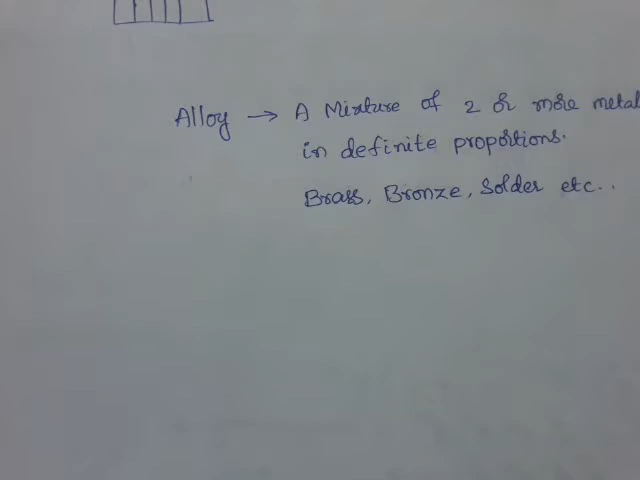 Alloy → A Mixture of 2 or more metal
in definite proportions.
Brass, Bronze, Solder etc..